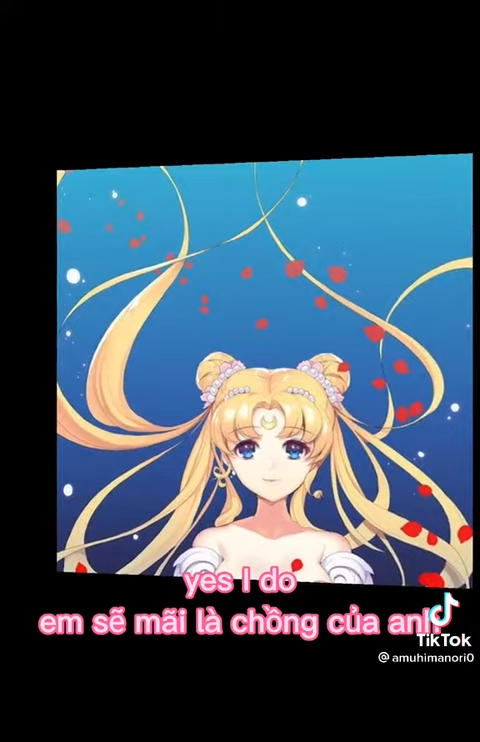 yes I do
em sẽ mãi là chồng của anh
TikTok
@amuhimanori0